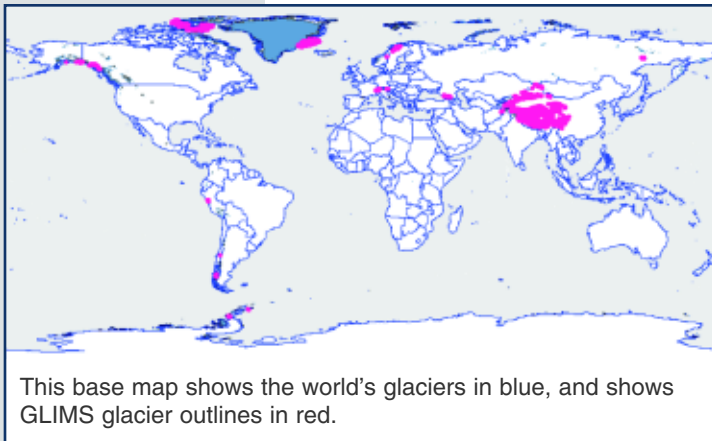 This base map shows the world's glaciers in blue, and shows
GLIMS glacier outlines in red.